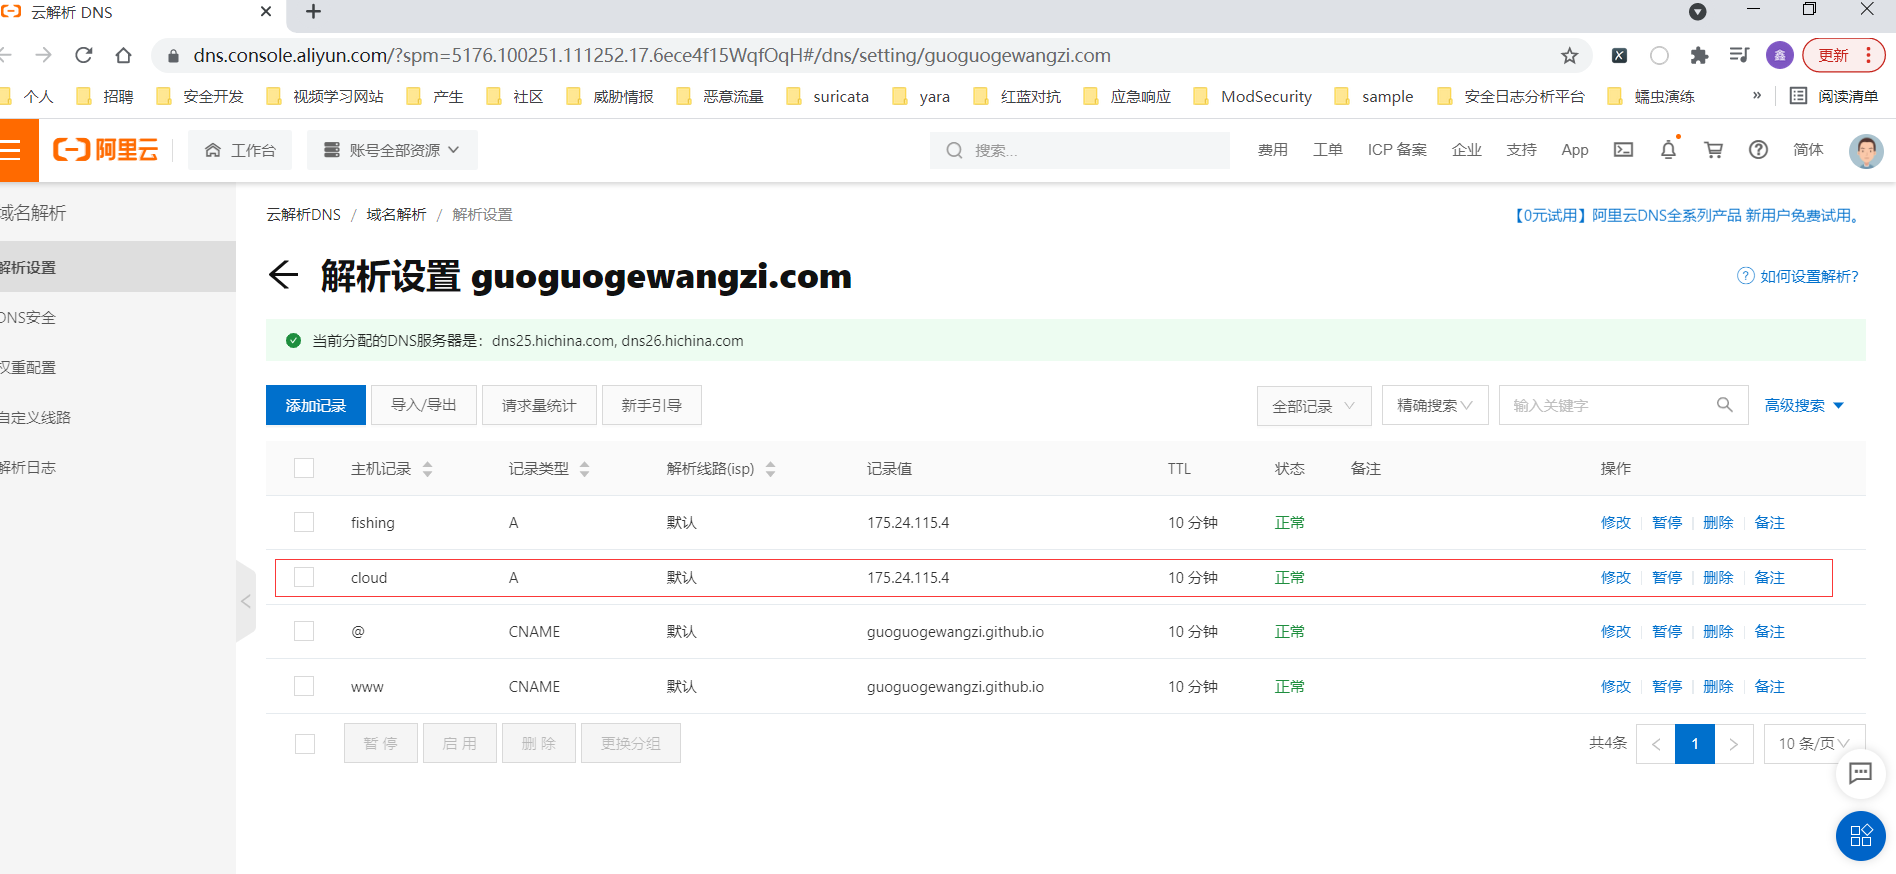 云解析 DNS
dns.console.aliyun.com/?spm=5176.100251.111252.17.6ece4f15WqfOqH#/dns/setting/guoguogewangzi.com
鑫
更新
个人 招聘 安全开发 视频学习网站 产生 社区 威胁情报 恶意流量 suricata yara 红蓝对抗 应急响应 ModSecurity sample 安全日志分析平台 蠕虫演练 » 阅读清单
阿里云 工作台 账号全部资源 搜索... 费用 工单 ICP 备案 企业 支持 App 简体
域名解析
解析设置
DNS安全
权重配置
自定义线路
解析日志
云解析DNS / 域名解析 / 解析设置
【0元试用】阿里云DNS全系列产品 新用户免费试用。
解析设置 guoguogewangzi.com
如何设置解析?
当前分配的DNS服务器是：dns25.hichina.com, dns26.hichina.com
添加记录 导入/导出 请求量统计 新手引导 全部记录 精确搜索 输入关键字 高级搜索
主机记录 记录类型 解析线路(isp) 记录值 TTL 状态 备注 操作
fishing A 默认 175.24.115.4 10 分钟 正常 修改 暂停 删除 备注
cloud A 默认 175.24.115.4 10 分钟 正常 修改 暂停 删除 备注
@ CNAME 默认 guoguogewangzi.github.io 10 分钟 正常 修改 暂停 删除 备注
www CNAME 默认 guoguogewangzi.github.io 10 分钟 正常 修改 暂停 删除 备注
暂 停 启 用 删 除 更换分组 共4条 < 1 > 10 条/页